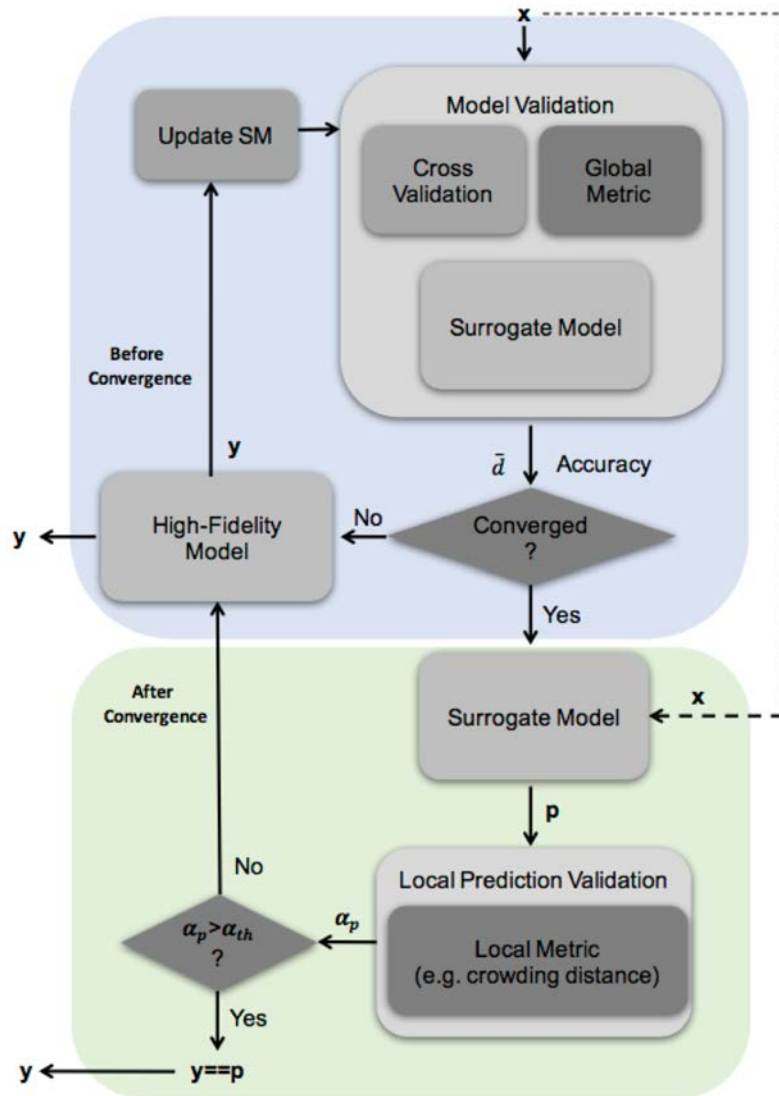 x
Model Validation
Update SM
Cross
Validation
Global
Metric
Surrogate Model
Before
Convergence
y
d̄
Accuracy
High-Fidelity
Model
No
Converged
?
y
Yes
After
Convergence
Surrogate Model
x
p
No
Local Prediction Validation
α_p>α_th
?
α_p
Local Metric
(e.g. crowding distance)
Yes
y
y==p